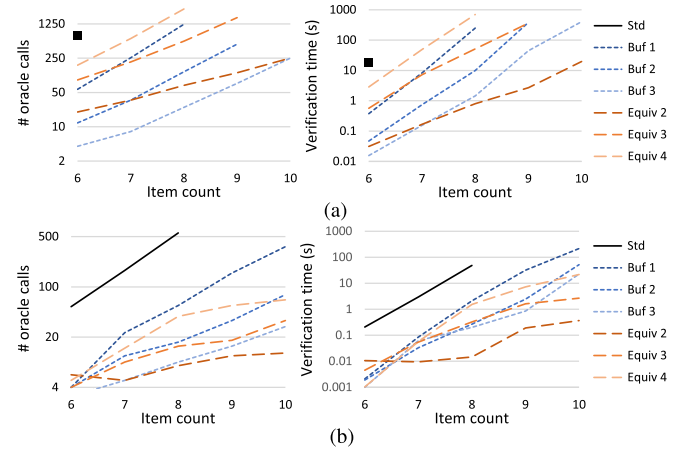 # oracle calls
1250
250
50
10
2
6 7 8 9 10
Item count
Verification time (s)
1000
100
10
1
0.1
0.01
6 7 8 9 10
Item count
Std
Buf 1
Buf 2
Buf 3
Equiv 2
Equiv 3
Equiv 4
(a)
# oracle calls
500
100
20
4
6 7 8 9 10
Item count
Verification time (s)
1000
100
10
1
0.1
0.01
0.001
6 7 8 9 10
Item count
Std
Buf 1
Buf 2
Buf 3
Equiv 2
Equiv 3
Equiv 4
(b)